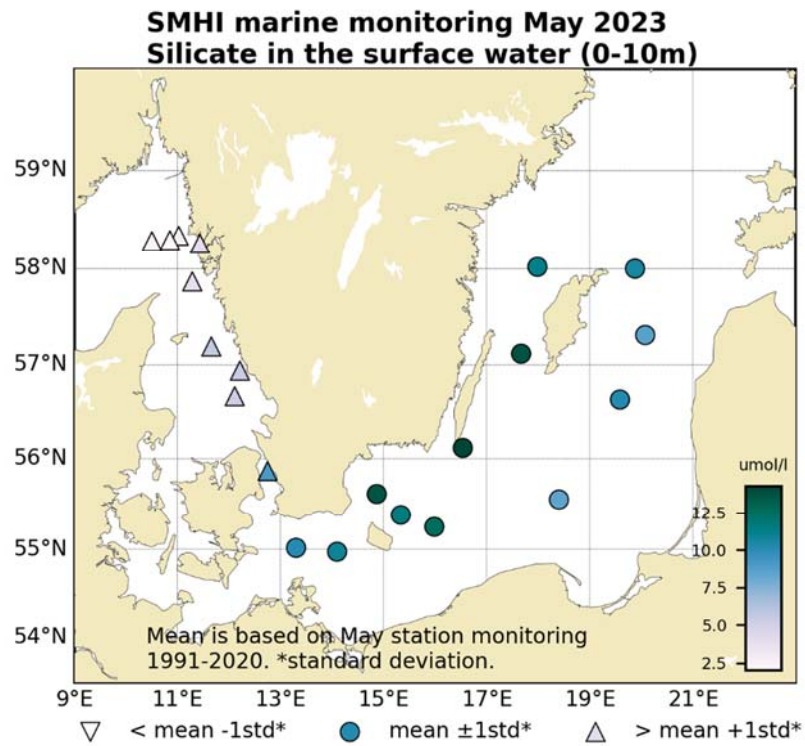 SMHI marine monitoring May 2023
Silicate in the surface water (0-10m)
59°N
58°N
57°N
56°N
55°N
54°N
umol/l
12.5
10.0
7.5
5.0
2.5
Mean is based on May station monitoring
1991-2020. *standard deviation.
9°E 11°E 13°E 15°E 17°E 19°E 21°E
< mean -1std* mean ±1std* > mean +1std*